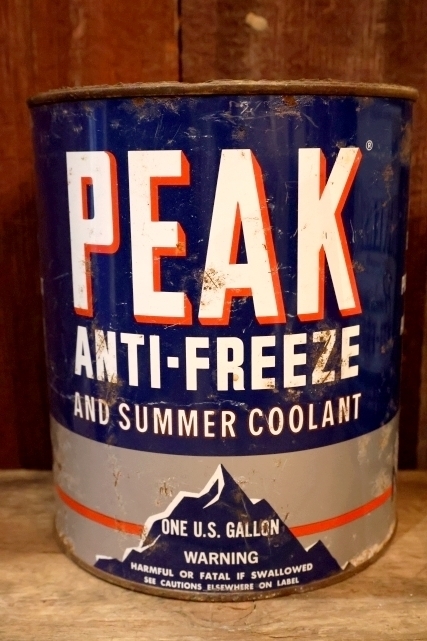 PEAK®
ANTI-FREEZE
AND SUMMER COOLANT
ONE U.S. GALLON
WARNING
HARMFUL OR FATAL IF SWALLOWED
SEE CAUTIONS ELSEWHERE ON LABEL